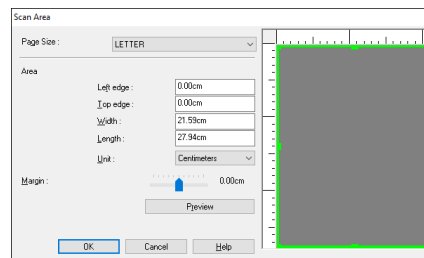 Scan Area
Page Size : LETTER
Area
Left edge : 0.00cm
Top edge : 0.00cm
Width : 21.59cm
Length : 27.94cm
Unit : Centimeters
Margin : 0.00cm
Preview
OK Cancel Help